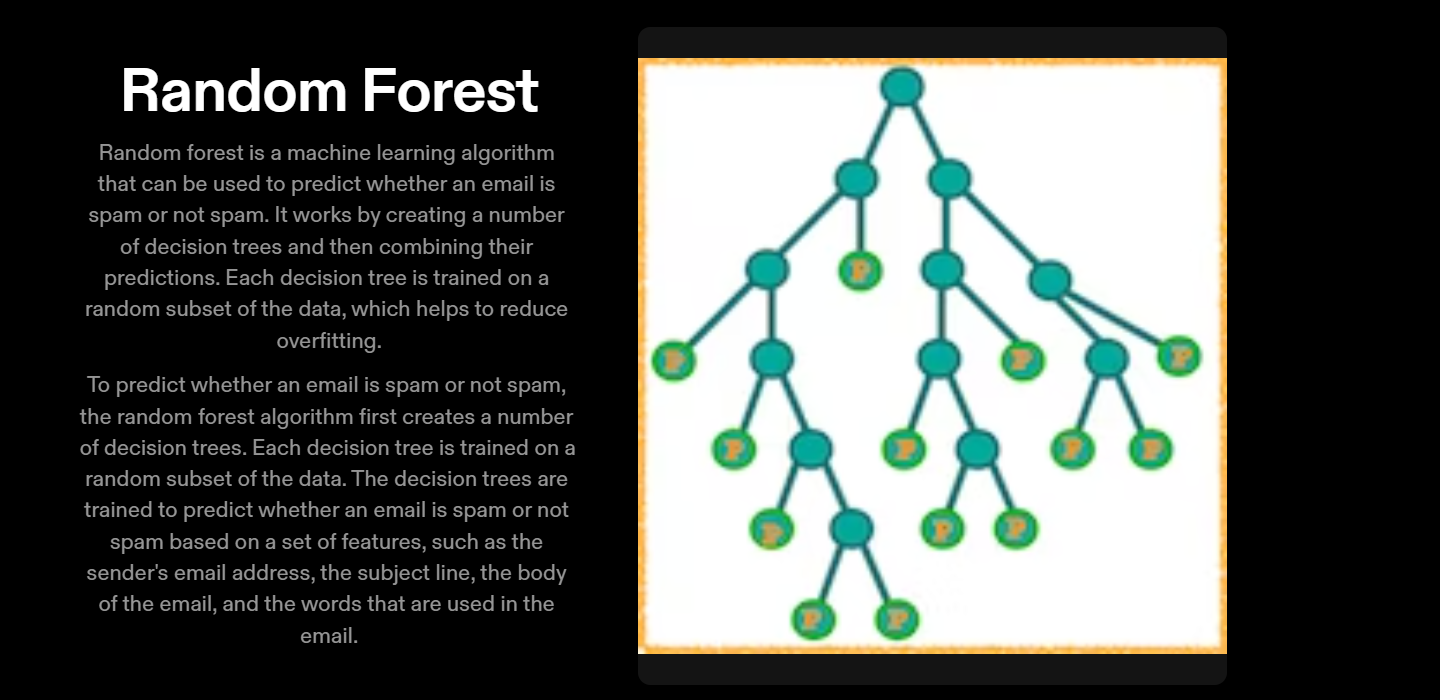 Random Forest
Random forest is a machine learning algorithm
that can be used to predict whether an email is
spam or not spam. It works by creating a number
of decision trees and then combining their
predictions. Each decision tree is trained on a
random subset of the data, which helps to reduce
overfitting.
To predict whether an email is spam or not spam,
the random forest algorithm first creates a number
of decision trees. Each decision tree is trained on a
random subset of the data. The decision trees are
trained to predict whether an email is spam or not
spam based on a set of features, such as the
sender's email address, the subject line, the body
of the email, and the words that are used in the
email.
P
P P P
P P P P
P P P
P P